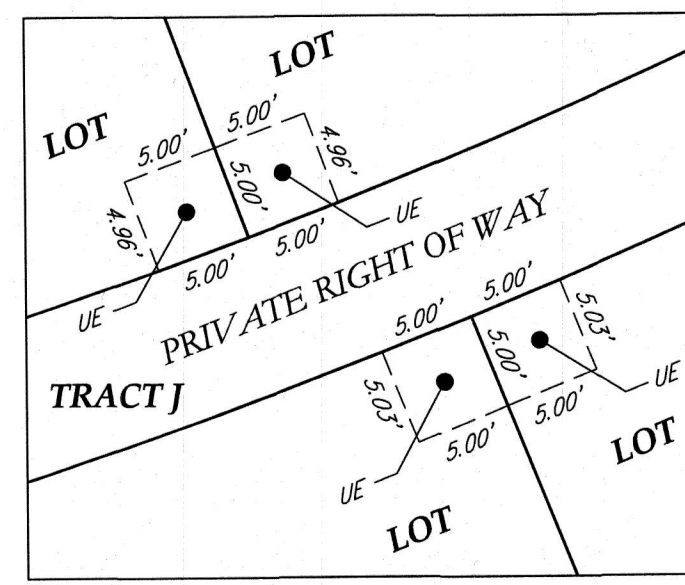 LOT
LOT
5.00'
5.00'
4.96'
5.00'
4.96'
UE
5.00'
5.00'
UE
PRIVATE RIGHT OF WAY
5.00'
5.00'
5.03'
5.00'
5.03'
TRACT J
UE
5.00'
5.00'
UE
LOT
LOT